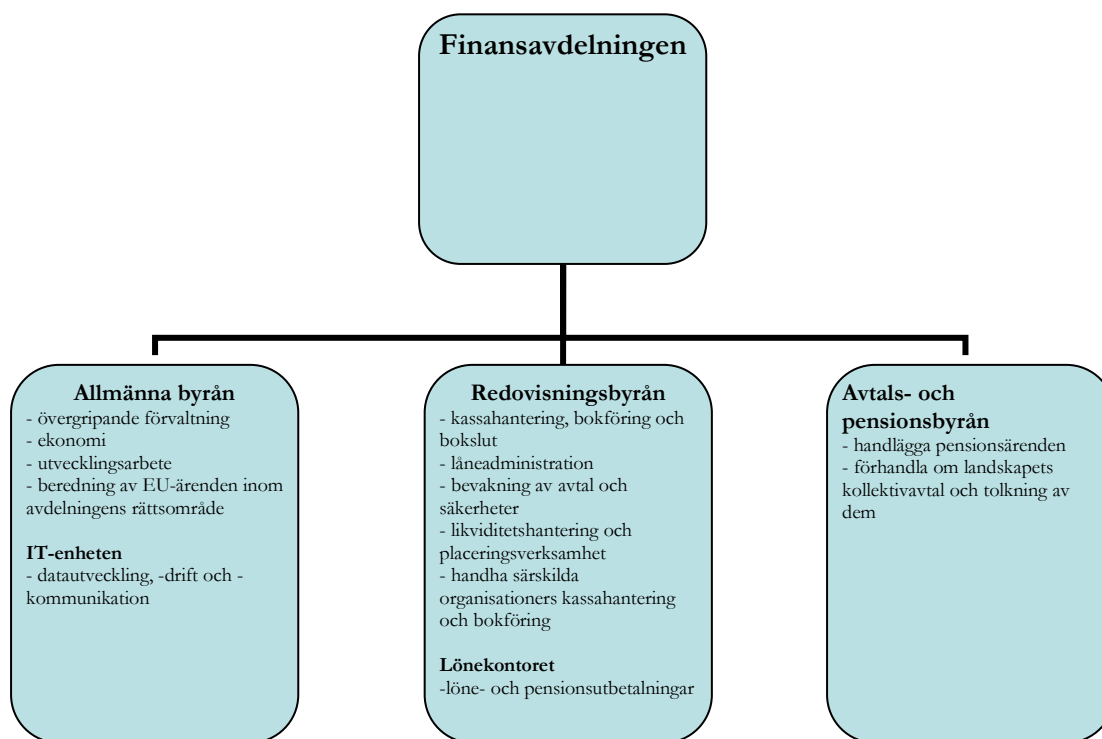 Finansavdelningen
Allmänna byrån
- övergripande förvaltning
- ekonomi
- utvecklingsarbete
- beredning av EU-ärenden inom
avdelningens rättsområde
IT-enheten
- datautveckling, -drift och -
kommunikation
Redovisningsbyrån
- kassahantering, bokföring och
bokslut
- låneadministration
- bevakning av avtal och
säkerheter
- likviditetshantering och
placeringsverksamhet
- handha särskilda
organisationers kassahantering
och bokföring
Lönekontoret
-löne- och pensionsutbetalningar
Avtals- och
pensionsbyrån
- handlägga pensionsärenden
- förhandla om landskapets
kollektivavtal och tolkning av
dem